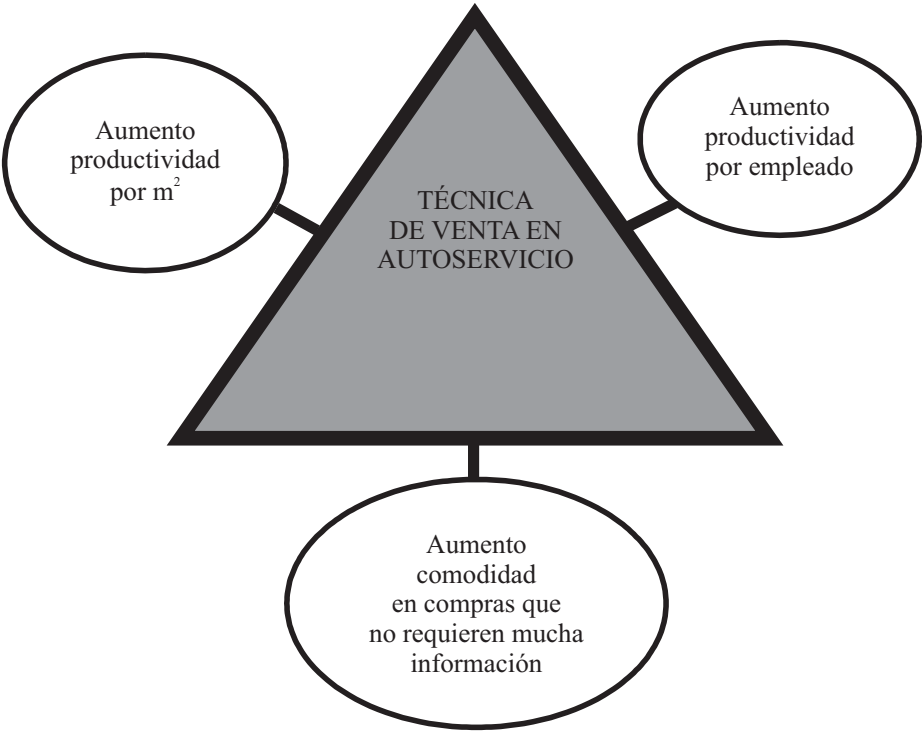 Aumento
productividad
por m²
Aumento
productividad
por empleado
TÉCNICA
DE VENTA EN
AUTOSERVICIO
Aumento
comodidad
en compras que
no requieren mucha
información